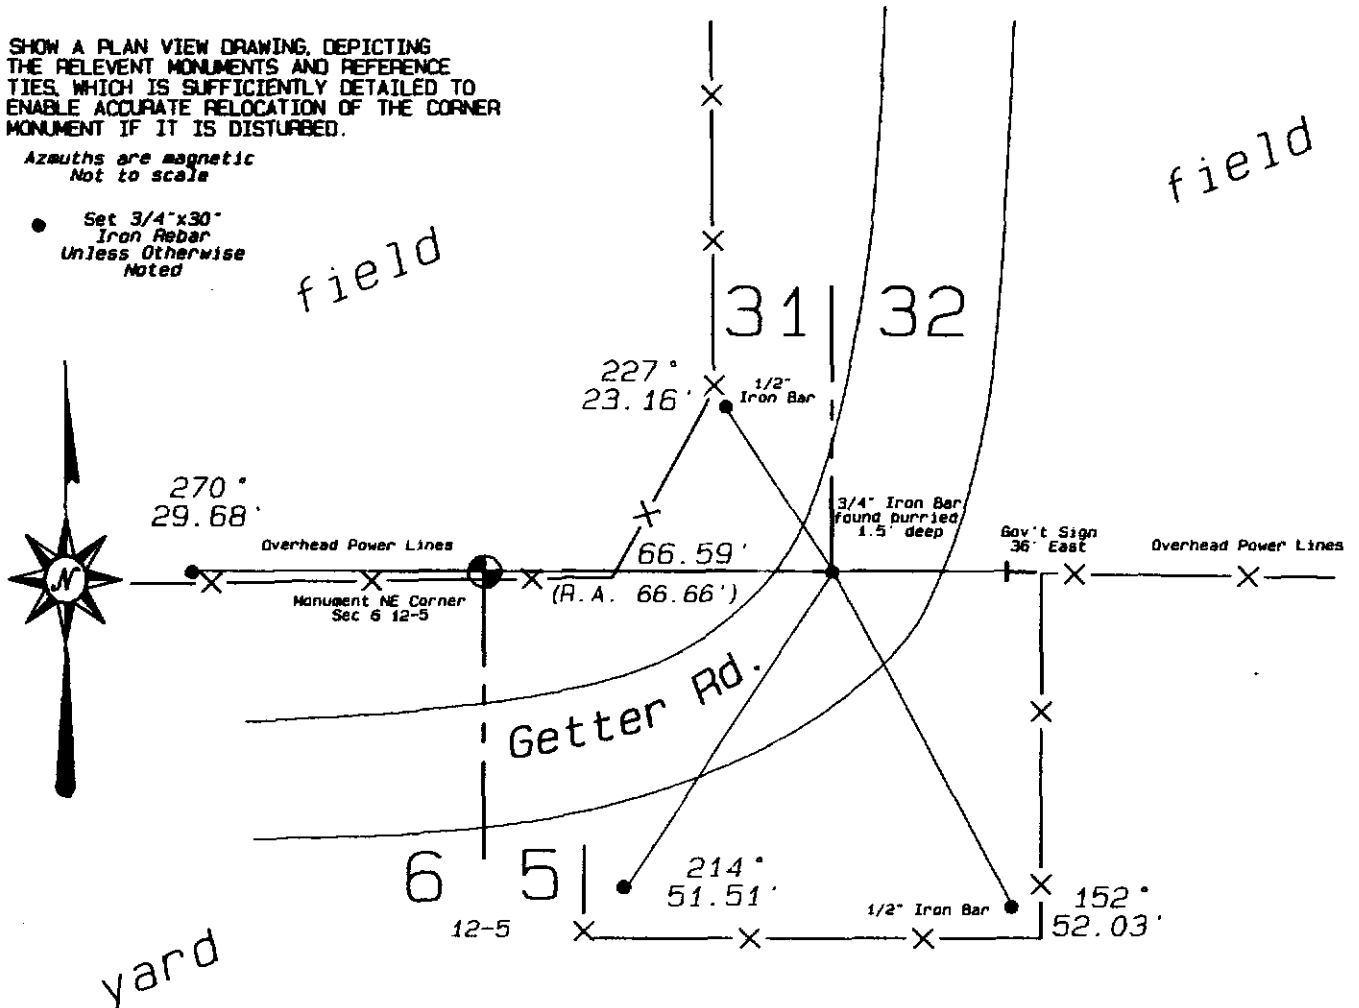 SHOW A PLAN VIEW DRAWING, DEPICTING
THE RELEVENT MONUMENTS AND REFERENCE
TIES, WHICH IS SUFFICIENTLY DETAILED TO
ENABLE ACCURATE RELOCATION OF THE CORNER
MONUMENT IF IT IS DISTURBED.
Azmuths are magnetic
Not to scale
Set 3/4"x30"
Iron Rebar
Unless Otherwise
Noted
field
field
31
32
227°
23.16'
1/2"
Iron Bar
270°
29.68'
Overhead Power Lines
3/4" Iron Bar
found burried
1.5' deep
Gov't Sign
36' East
Overhead Power Lines
N
66.59'
(R.A. 66.66')
Monument NE Corner
Sec 6 12-5
Getter Rd.
6
5
12-5
214°
51.51'
1/2" Iron Bar
152°
52.03'
yard